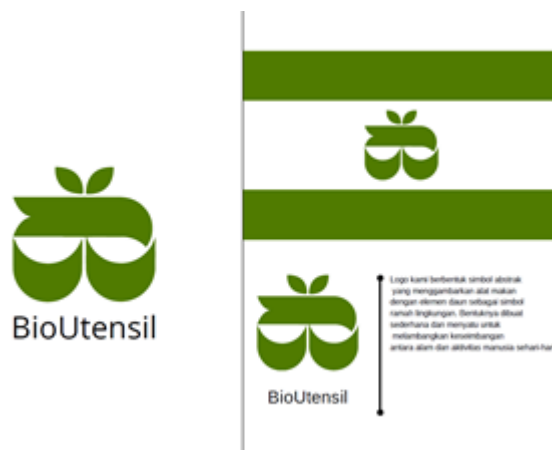 BioUtensil
Logo kami berbentuk simbol abstrak
yang menggambarkan alat makan
dengan elemen daun sebagai simbol
ramah lingkungan. Bentuknya dibuat
sederhana dan menyatu untuk
melambangkan keseimbangan
antara alam dan aktivitas manusia sehari-har
BioUtensil